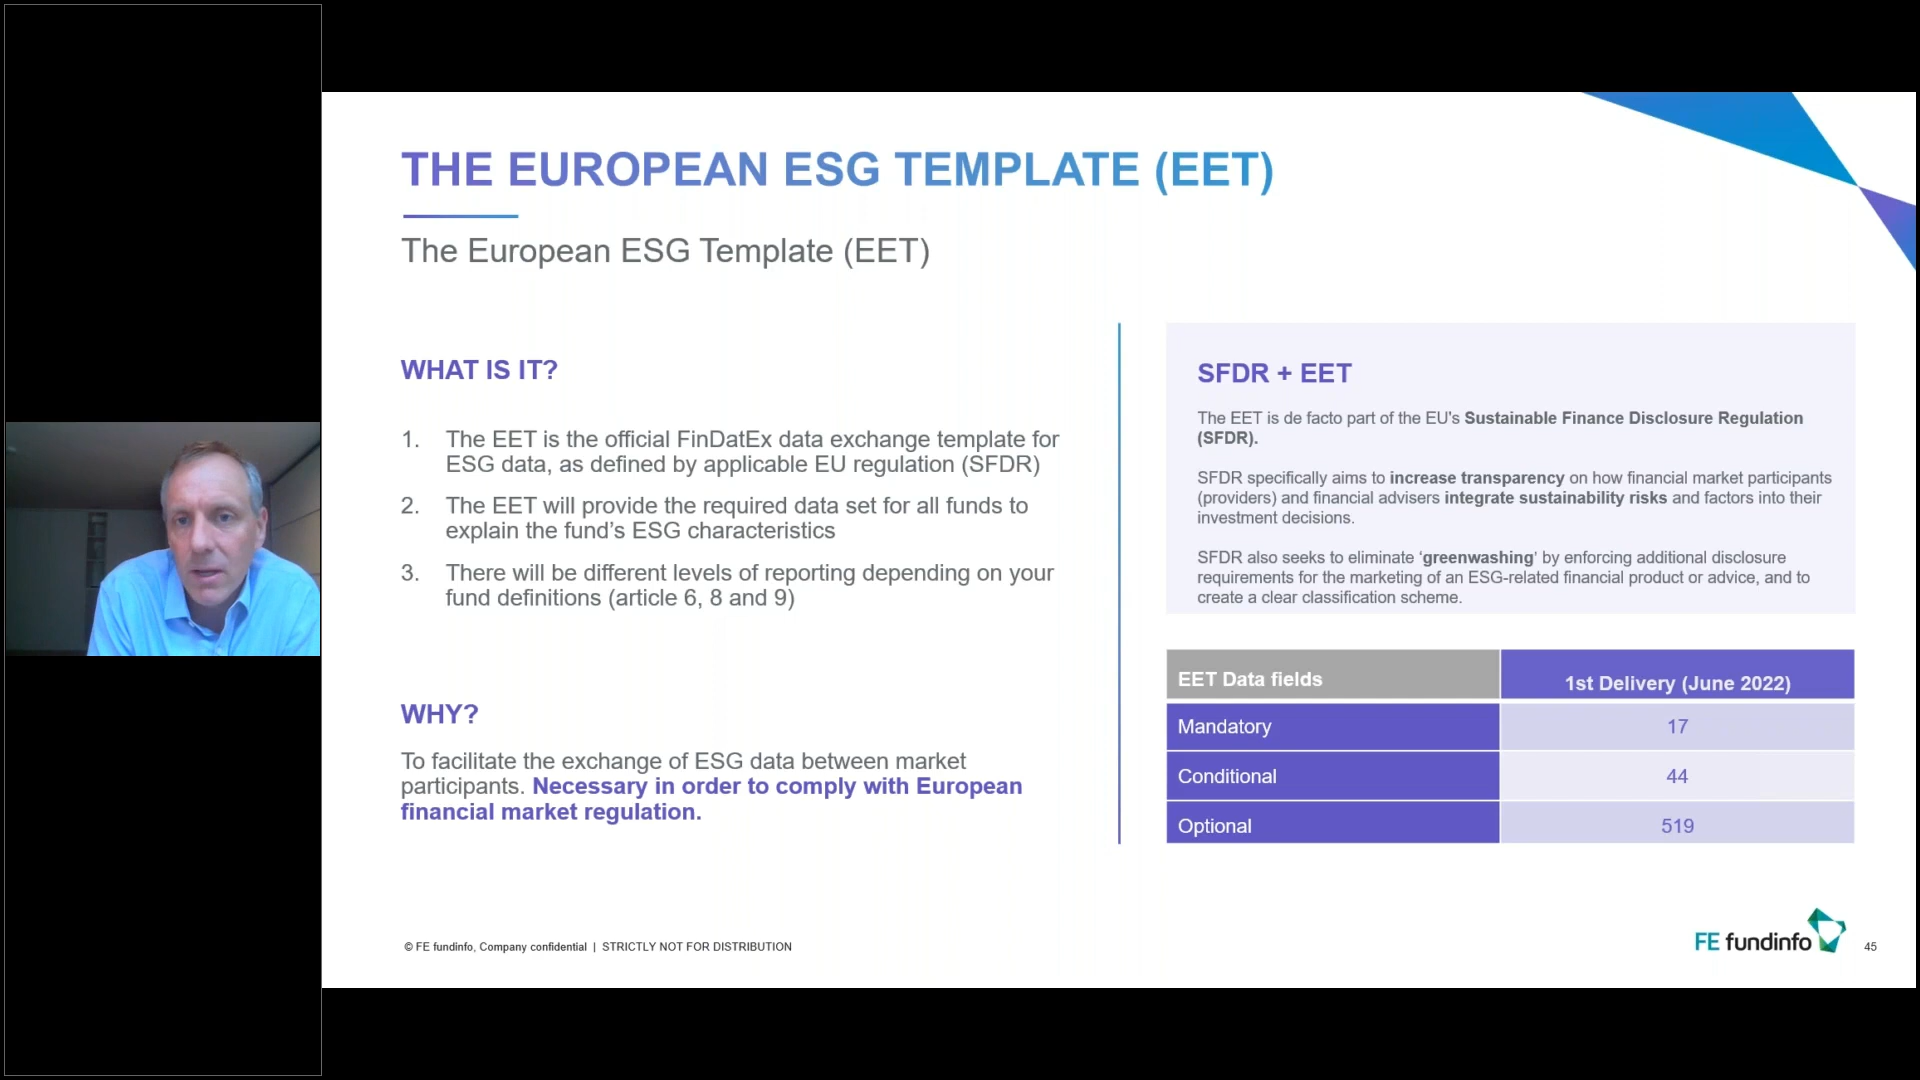 THE EUROPEAN ESG TEMPLATE (EET)
The European ESG Template (EET)
WHAT IS IT?
1. The EET is the official FinDatEx data exchange template for
ESG data, as defined by applicable EU regulation (SFDR)
2. The EET will provide the required data set for all funds to
explain the fund’s ESG characteristics
3. There will be different levels of reporting depending on your
fund definitions (article 6, 8 and 9)
WHY?
To facilitate the exchange of ESG data between market
participants. Necessary in order to comply with European
financial market regulation.
SFDR + EET
The EET is de facto part of the EU's Sustainable Finance Disclosure Regulation
(SFDR).
SFDR specifically aims to increase transparency on how financial market participants
(providers) and financial advisers integrate sustainability risks and factors into their
investment decisions.
SFDR also seeks to eliminate ‘greenwashing’ by enforcing additional disclosure
requirements for the marketing of an ESG-related financial product or advice, and to
create a clear classification scheme.
EET Data fields 1st Delivery (June 2022)
Mandatory 17
Conditional 44
Optional 519
© FE fundinfo, Company confidential | STRICTLY NOT FOR DISTRIBUTION
FE fundinfo
45